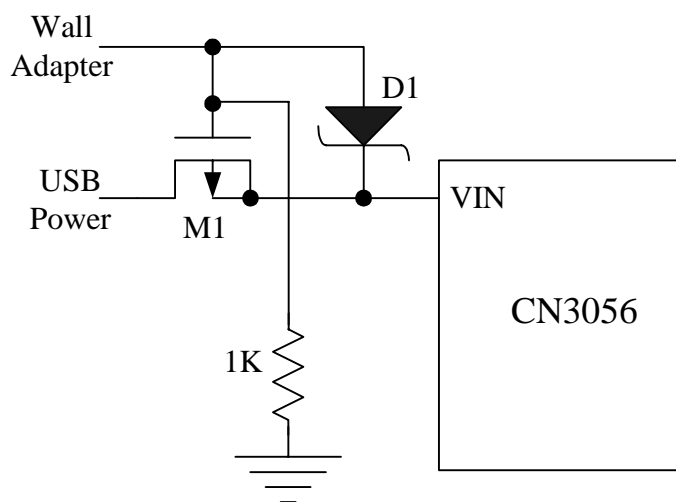 Wall
Adapter
D1
USB
Power
M1
VIN
CN3056
1K